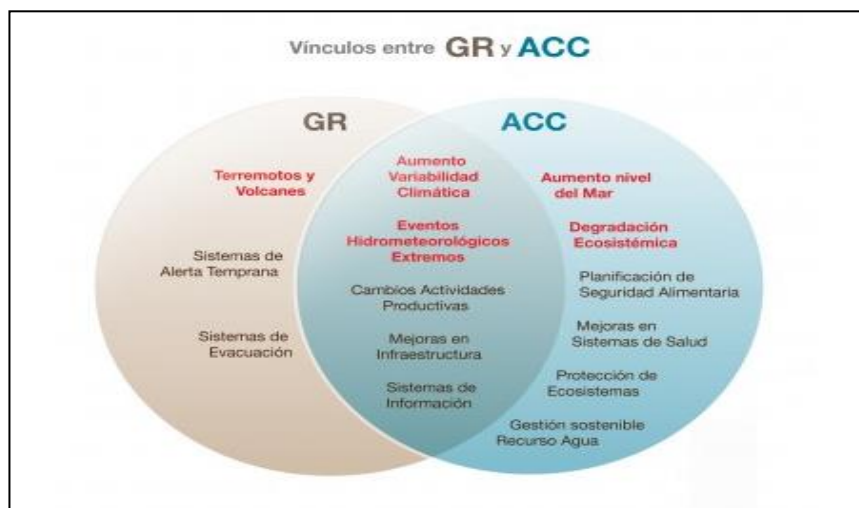 Vínculos entre GR y ACC
GR
Terremotos y
Volcanes
Sistemas de
Alerta Temprana
Sistemas de
Evacuación
Aumento
Variabilidad
Climática
Eventos
Hidrometeorológicos
Extremos
Cambios Actividades
Productivas
Mejoras en
Infraestructura
Sistemas de
Información
ACC
Aumento nivel
del Mar
Degradación
Ecosistémica
Planificación de
Seguridad Alimentaria
Mejoras en
Sistemas de Salud
Protección de
Ecosistemas
Gestión sostenible
Recurso Agua